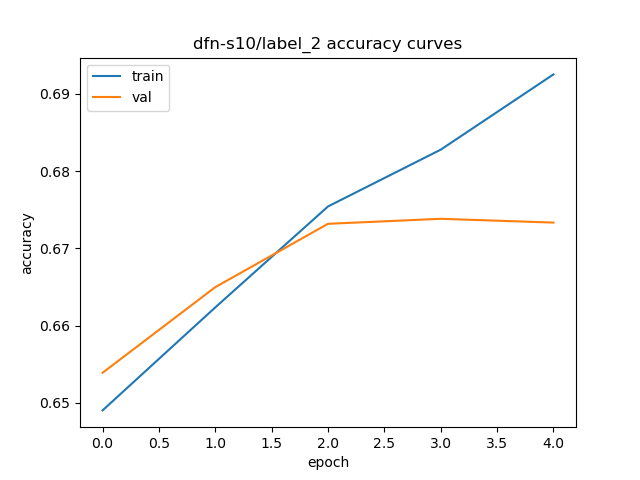 dfn-s10/label_2 accuracy curves
train
val
0.69
0.68
0.67
0.66
0.65
accuracy
0.0 0.5 1.0 1.5 2.0 2.5 3.0 3.5 4.0
epoch